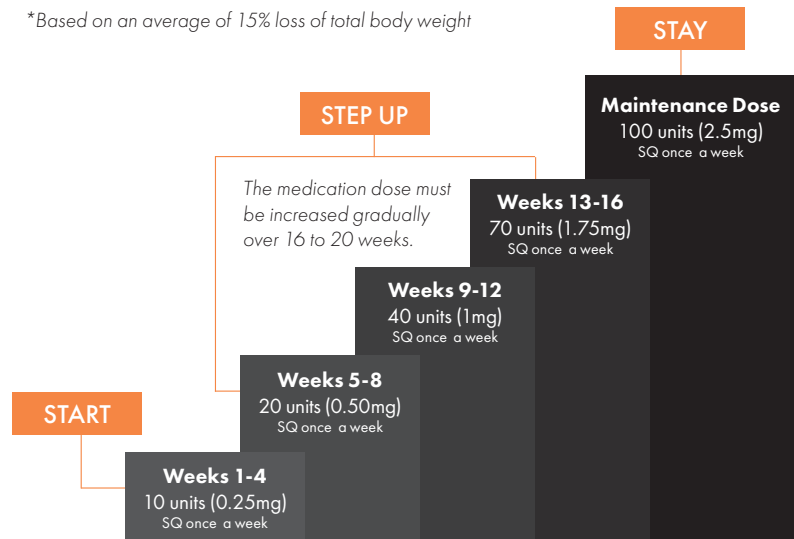 *Based on an average of 15% loss of total body weight
STAY
Maintenance Dose
100 units (2.5mg)
SQ once a week
STEP UP
The medication dose must
be increased gradually
over 16 to 20 weeks.
Weeks 13-16
70 units (1.75mg)
SQ once a week
Weeks 9-12
40 units (1mg)
SQ once a week
Weeks 5-8
20 units (0.50mg)
SQ once a week
START
Weeks 1-4
10 units (0.25mg)
SQ once a week